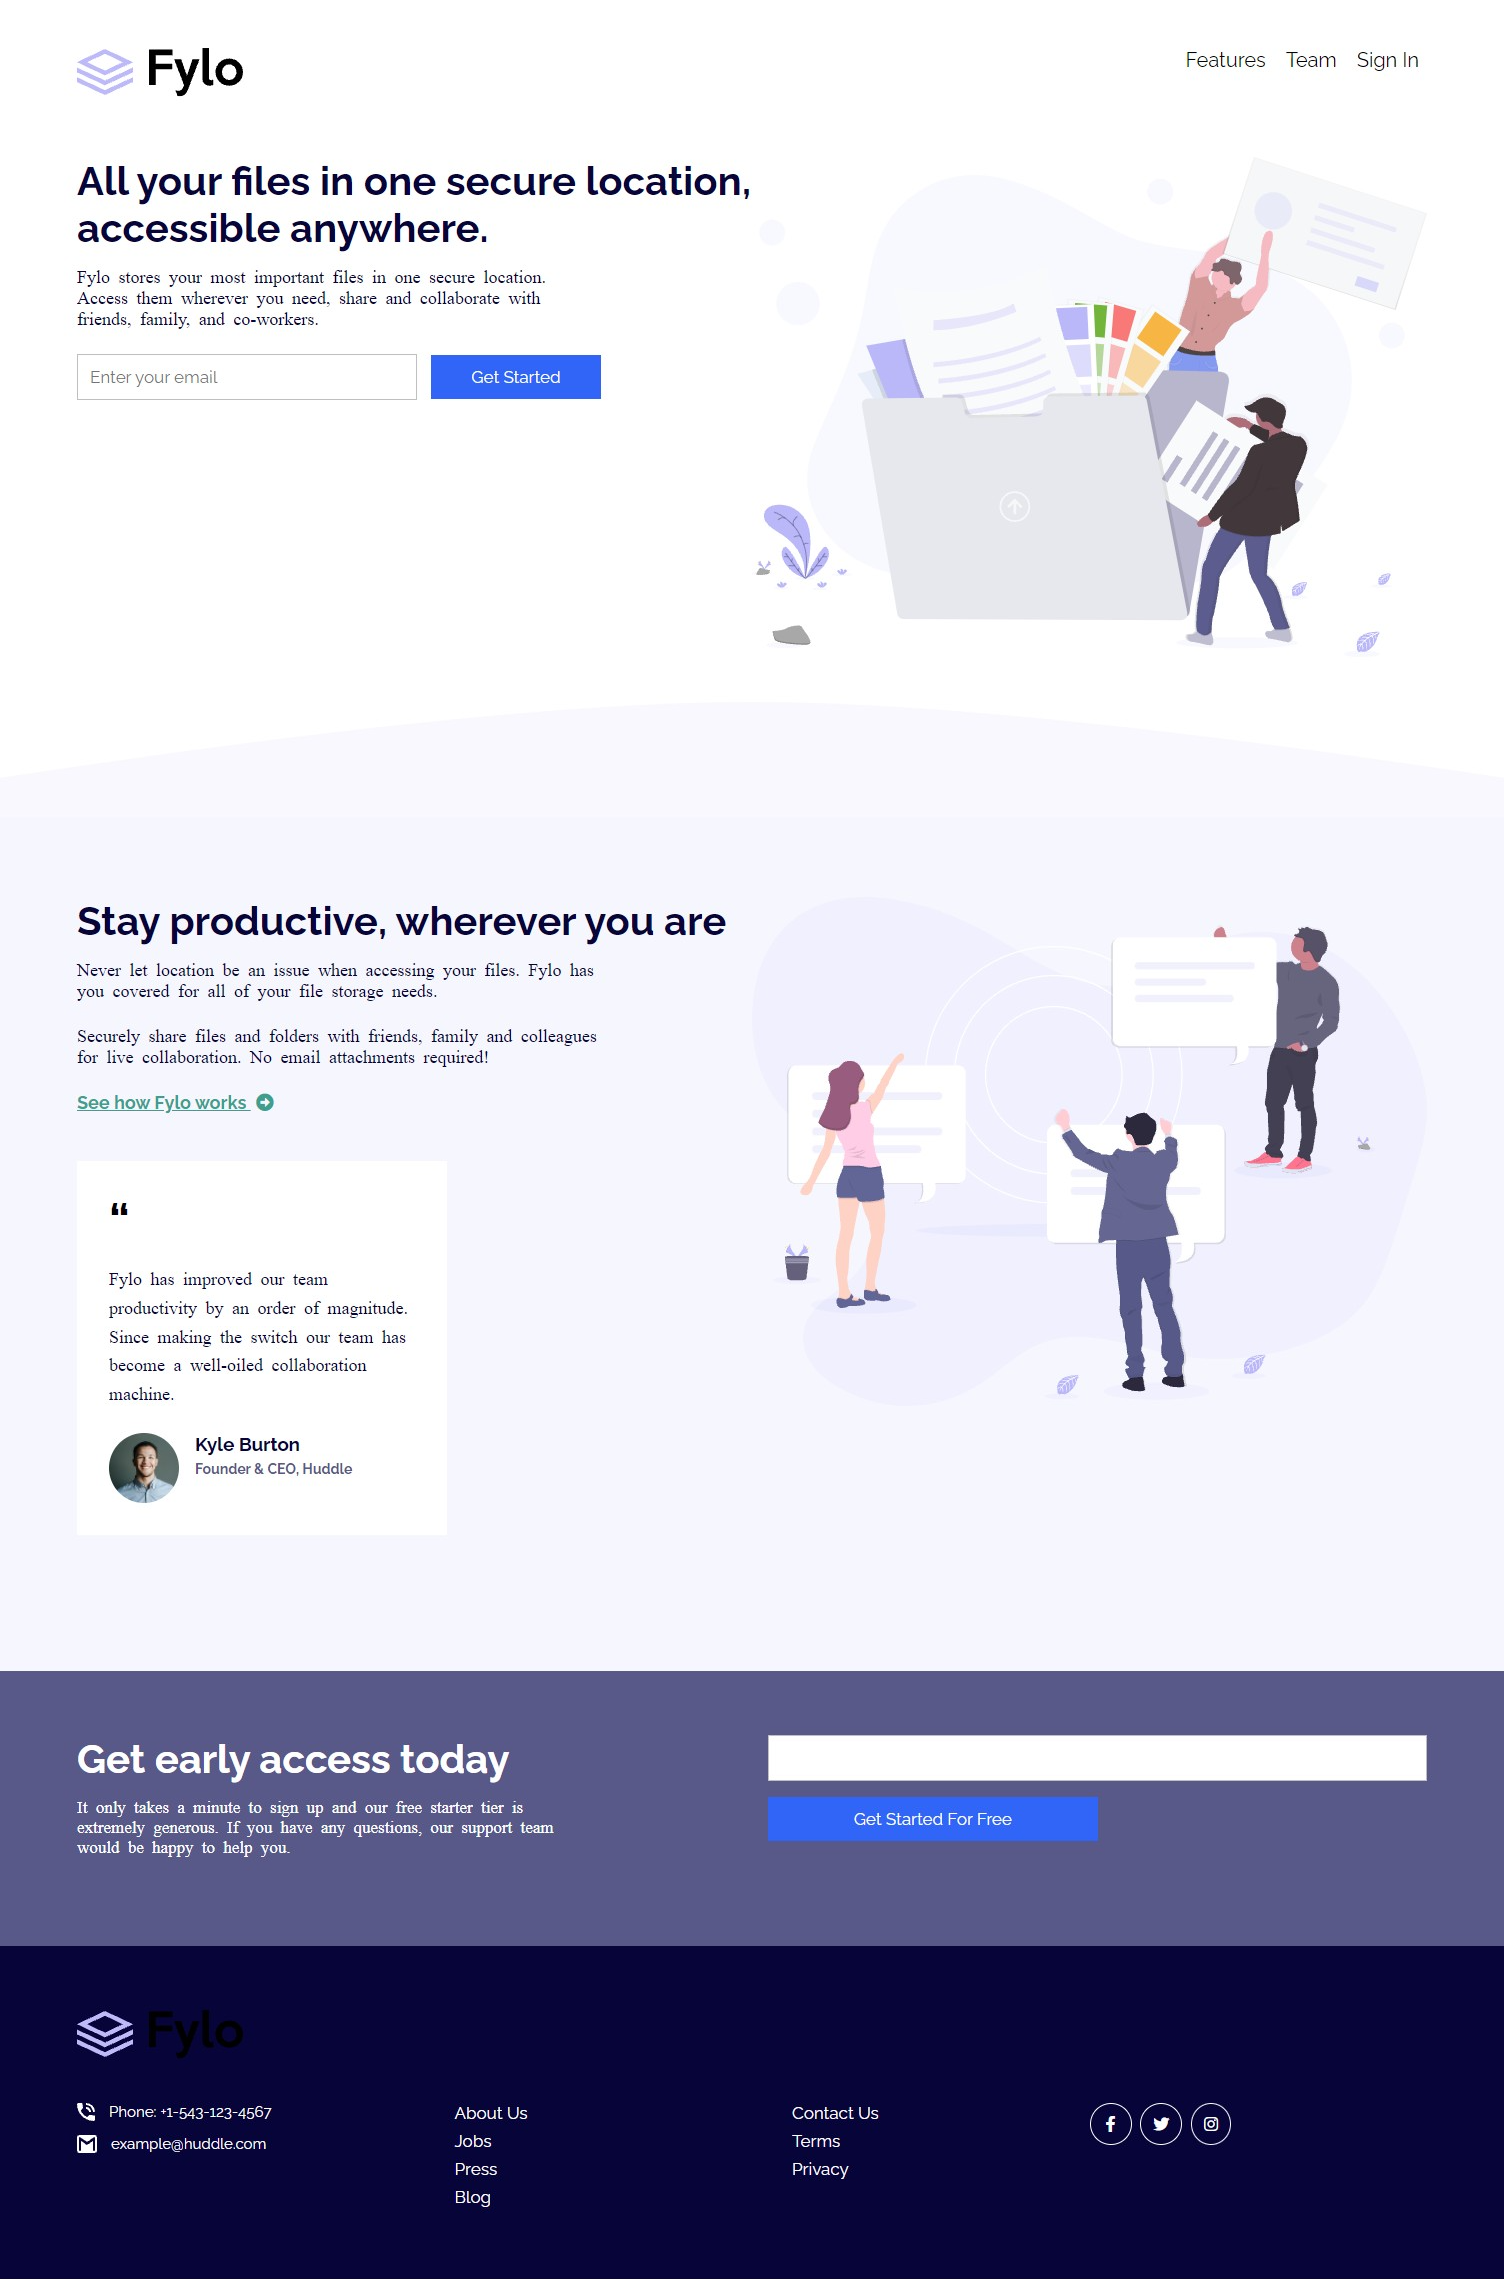 Fylo
Features Team Sign In
All your files in one secure location,
accessible anywhere.
Fylo stores your most important files in one secure location.
Access them wherever you need, share and collaborate with
friends, family, and co-workers.
Enter your email
Get Started
Stay productive, wherever you are
Never let location be an issue when accessing your files. Fylo has
you covered for all of your file storage needs.
Securely share files and folders with friends, family and colleagues
for live collaboration. No email attachments required!
See how Fylo works
“
Fylo has improved our team
productivity by an order of magnitude.
Since making the switch our team has
become a well-oiled collaboration
machine.
Kyle Burton
Founder & CEO, Huddle
Get early access today
It only takes a minute to sign up and our free starter tier is
extremely generous. If you have any questions, our support team
would be happy to help you.
Get Started For Free
Fylo
Phone: +1-543-123-4567
example@huddle.com
About Us
Jobs
Press
Blog
Contact Us
Terms
Privacy